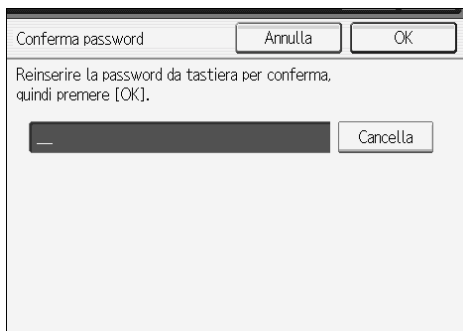 Conferma password Annulla OK
Reinserire la password da tastiera per conferma,
quindi premere [OK].
Cancella